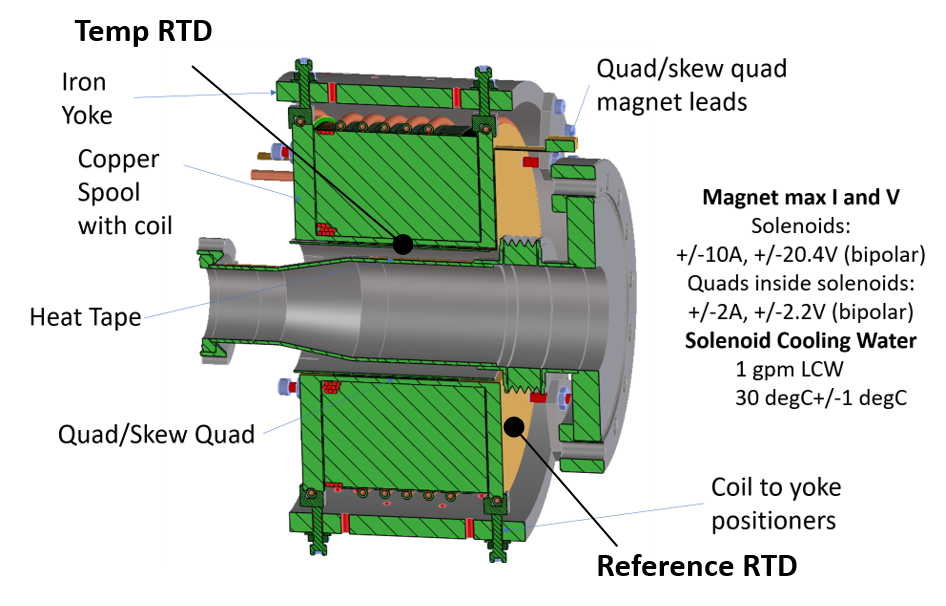 Temp RTD
Iron
Yoke
Quad/skew quad
magnet leads
Copper
Spool
with coil
Magnet max I and V
Solenoids:
+/-10A, +/-20.4V (bipolar)
Quads inside solenoids:
+/-2A, +/-2.2V (bipolar)
Solenoid Cooling Water
1 gpm LCW
30 degC+/-1 degC
Heat Tape
Quad/Skew Quad
Coil to yoke
positioners
Reference RTD